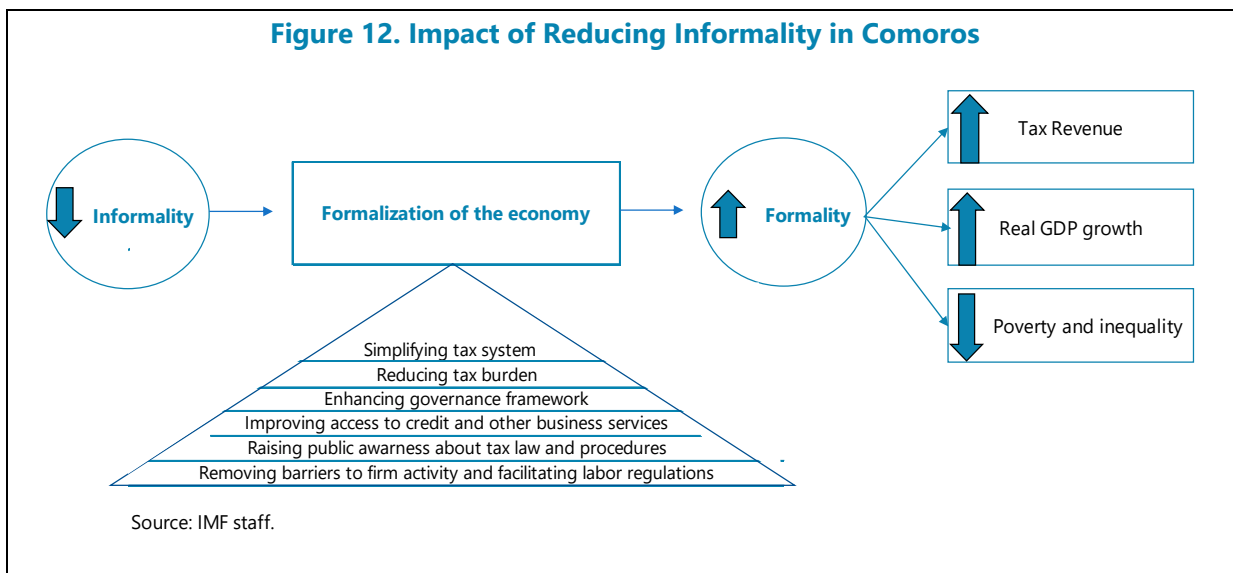 Figure 12. Impact of Reducing Informality in Comoros
Informality
Formalization of the economy
Formality
Tax Revenue
Real GDP growth
Poverty and inequality
Simplifying tax system
Reducing tax burden
Enhancing governance framework
Improving access to credit and other business services
Raising public awarness about tax law and procedures
Removing barriers to firm activity and facilitating labor regulations
Source: IMF staff.